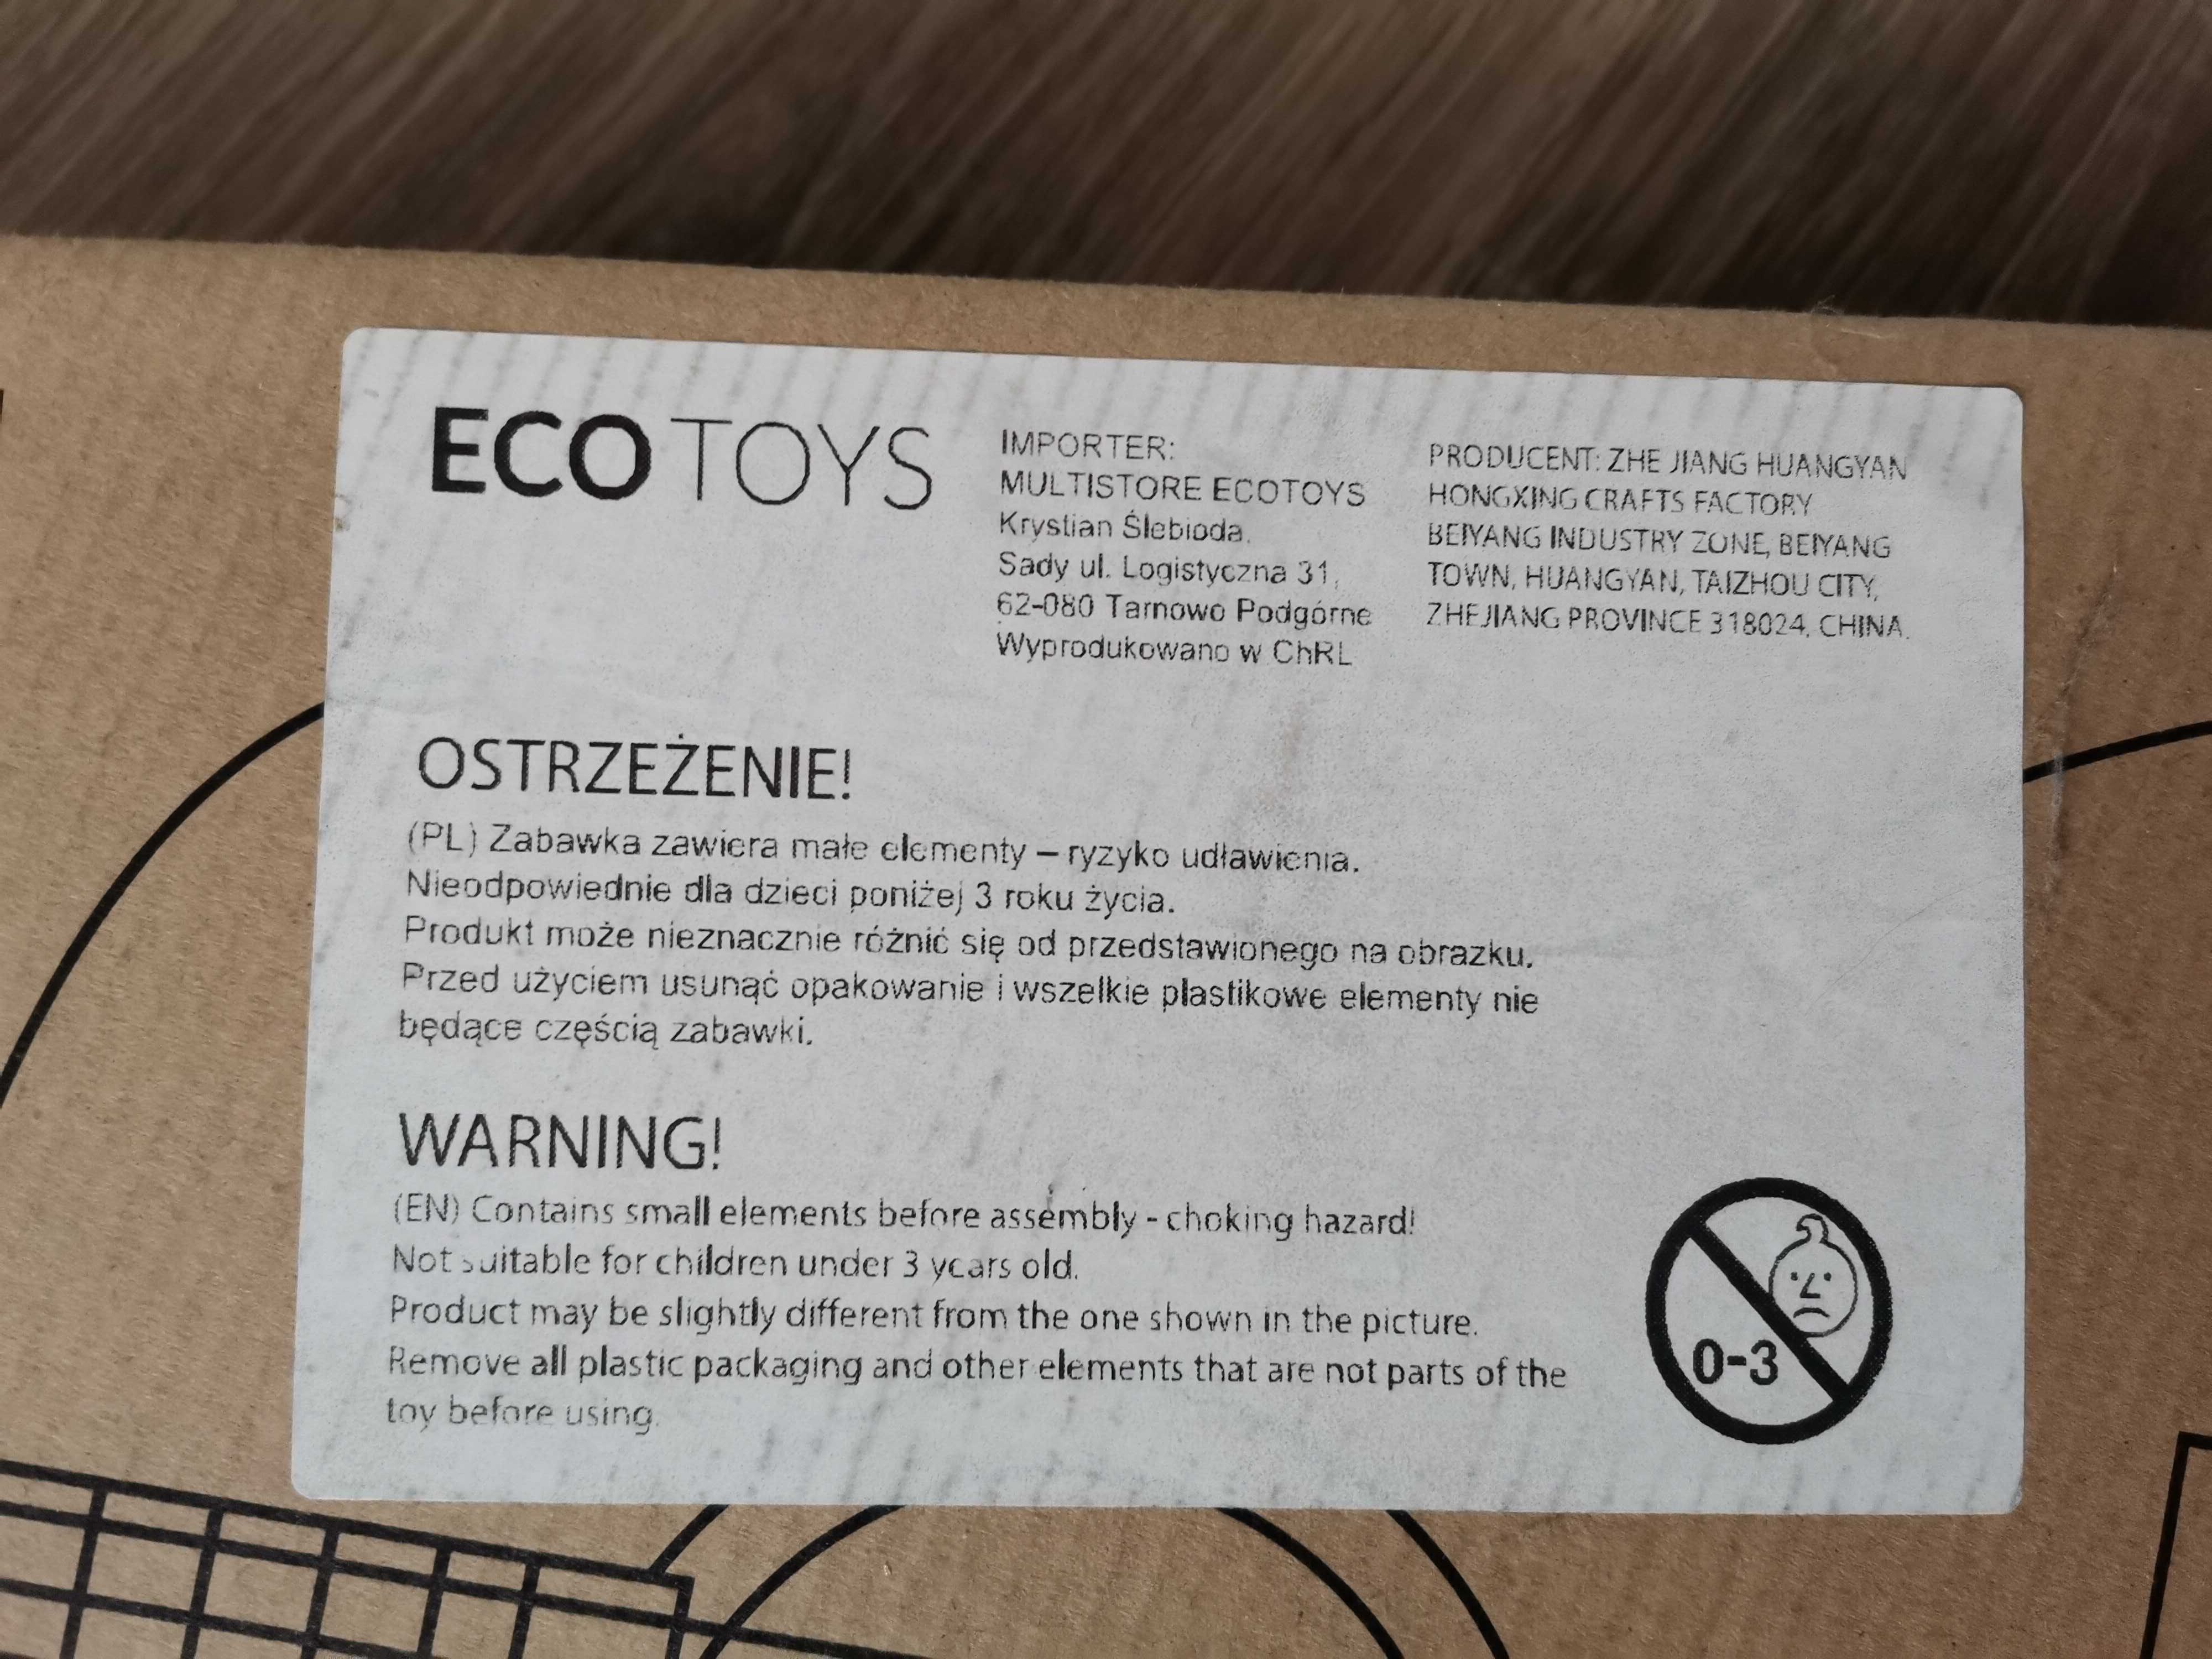 ECOTOYS
IMPORTER:
MULTISTORE ECOTOYS
Krystian Ślebioda,
Sady ul. Logistyczna 31,
62-080 Tarnowo Podgórne
Wyprodukowano w ChRL
PRODUCENT: ZHE JIANG HUANGYAN
HONGXING CRAFTS FACTORY
BEIYANG INDUSTRY ZONE, BEIYANG
TOWN, HUANGYAN, TAIZHOU CITY,
ZHEJIANG PROVINCE 318024, CHINA.
OSTRZEŻENIE!
(PL) Zabawka zawiera małe elementy – ryzyko udławienia.
Nieodpowiednie dla dzieci poniżej 3 roku życia.
Produkt może nieznacznie różnić się od przedstawionego na obrazku.
Przed użyciem usunąć opakowanie i wszelkie plastikowe elementy nie
będące częścią zabawki.
WARNING!
(EN) Contains small elements before assembly - choking hazard!
Not suitable for children under 3 years old.
Product may be slightly different from the one shown in the picture.
Remove all plastic packaging and other elements that are not parts of the
toy before using.
0-3